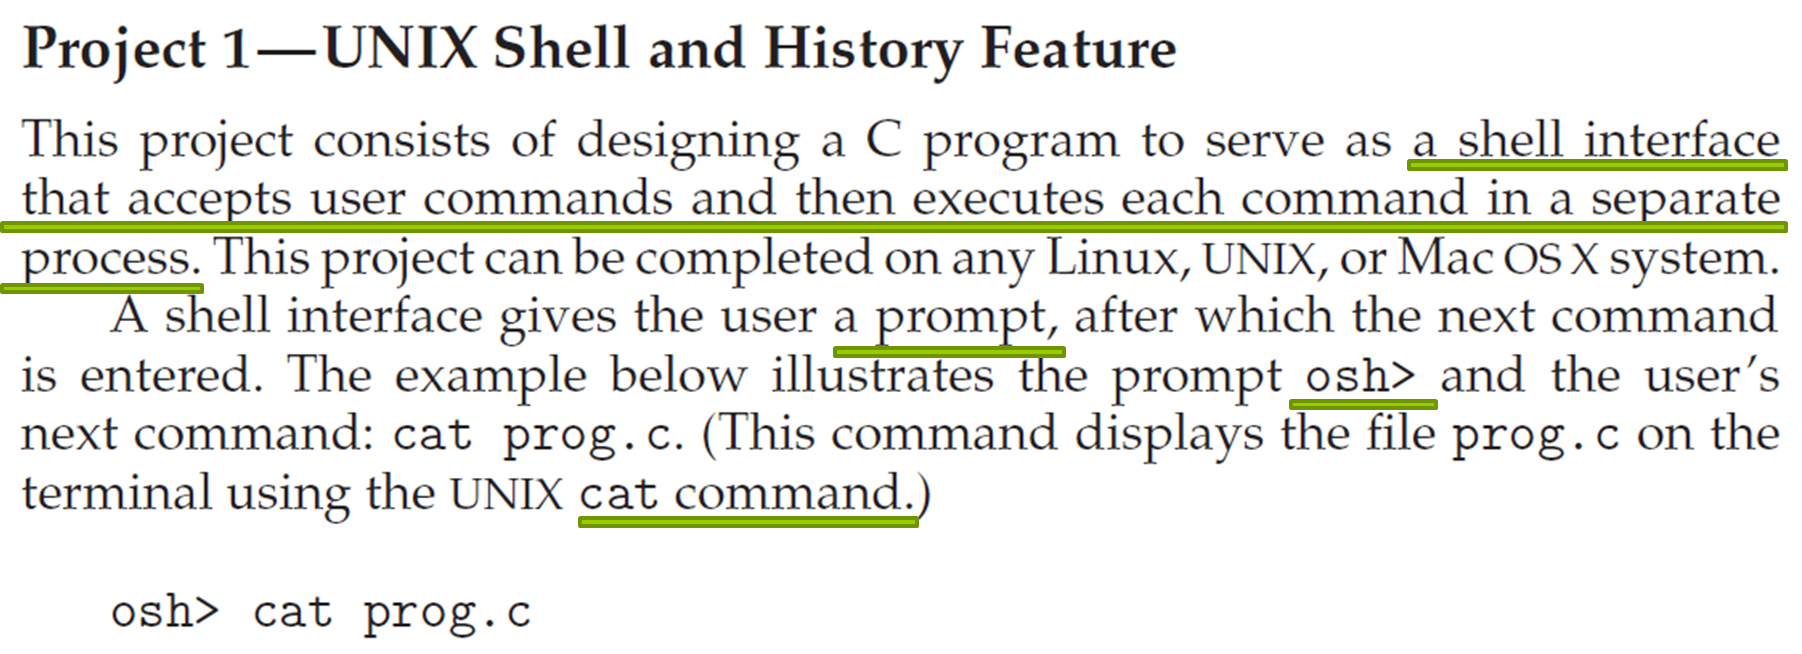 Project 1—UNIX Shell and History Feature
This project consists of designing a C program to serve as a shell interface
that accepts user commands and then executes each command in a separate
process. This project can be completed on any Linux, UNIX, or Mac OS X system.
A shell interface gives the user a prompt, after which the next command
is entered. The example below illustrates the prompt osh> and the user’s
next command: cat prog.c. (This command displays the file prog.c on the
terminal using the UNIX cat command.)
osh> cat prog.c